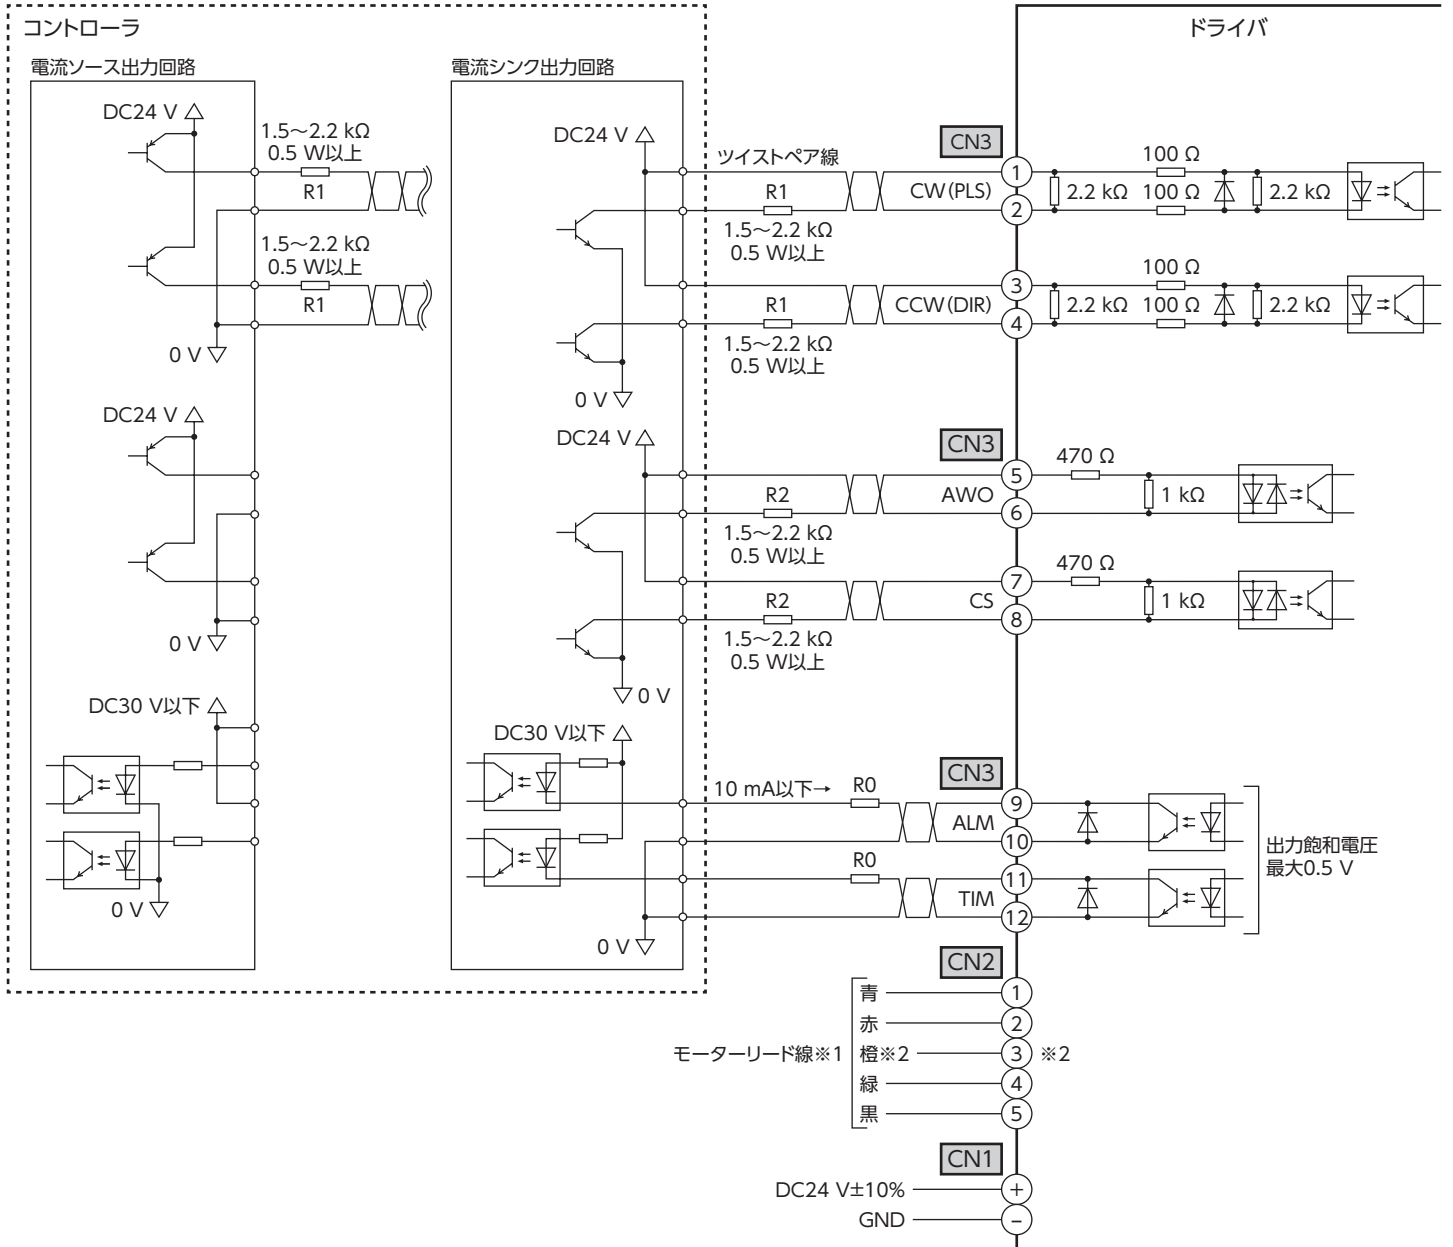 コントローラ
電流ソース出力回路
DC24 V
1.5～2.2 kΩ
0.5 W以上
R1
1.5～2.2 kΩ
0.5 W以上
R1
0 V
DC24 V
0 V
DC30 V以下
0 V
電流シンク出力回路
DC24 V
ツイストペア線
R1
1.5～2.2 kΩ
0.5 W以上
R1
1.5～2.2 kΩ
0.5 W以上
0 V
DC24 V
R2
1.5～2.2 kΩ
0.5 W以上
R2
1.5～2.2 kΩ
0.5 W以上
0 V
DC30 V以下
10 mA以下→
R0
R0
0 V
ドライバ
CN3
CW(PLS)
1
2
2.2 kΩ
100 Ω
100 Ω
2.2 kΩ
CCW(DIR)
3
4
2.2 kΩ
100 Ω
100 Ω
2.2 kΩ
CN3
AWO
5
6
470 Ω
1 kΩ
CS
7
8
470 Ω
1 kΩ
CN3
ALM
9
10
TIM
11
12
出力飽和電圧
最大0.5 V
CN2
モーターリード線※1
青 1
赤 2
橙※2 3 ※2
緑 4
黒 5
CN1
DC24 V±10% +
GND −